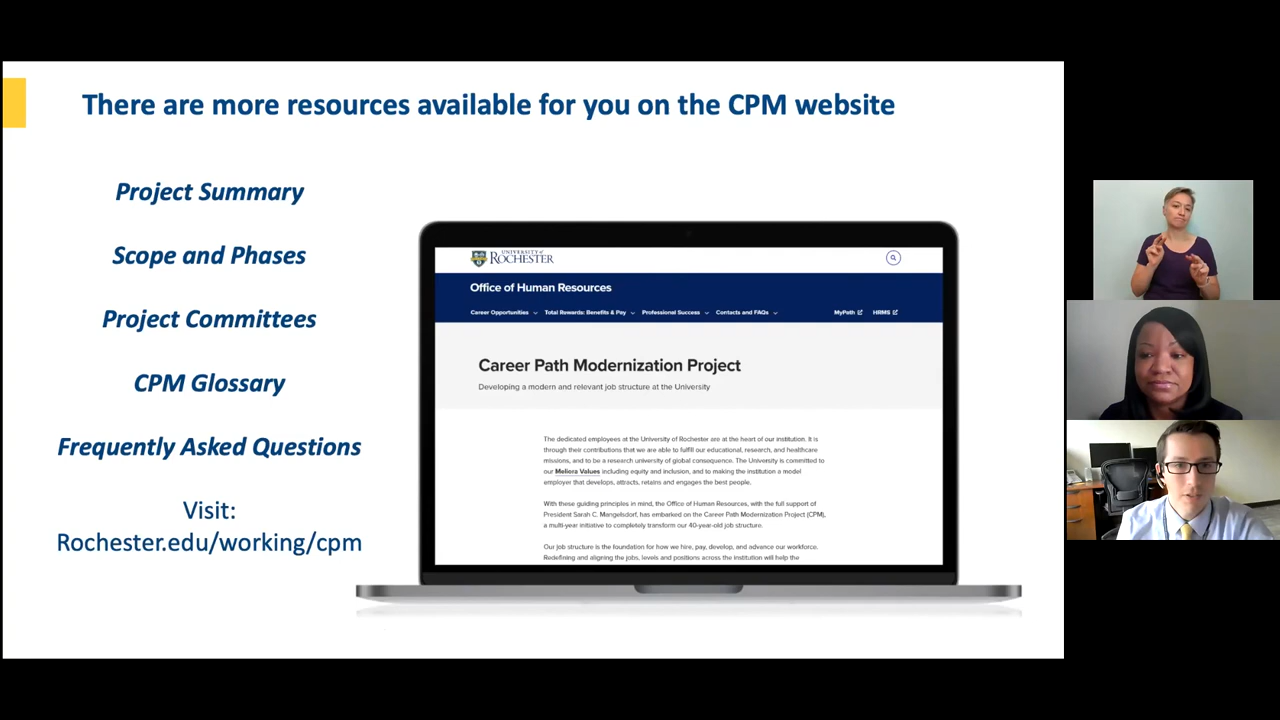 There are more resources available for you on the CPM website
Project Summary
Scope and Phases
Project Committees
CPM Glossary
Frequently Asked Questions
Visit:
Rochester.edu/working/cpm
UNIVERSITY of
ROCHESTER
Office of Human Resources
Career Opportunities Total Rewards: Benefits & Pay Professional Success Contacts and FAQs MyPath HRMS
Career Path Modernization Project
Developing a modern and relevant job structure at the University
The dedicated employees at the University of Rochester are at the heart of our institution. It is
through their contributions that we are able to fulfill our educational, research, and healthcare
missions, and to be a research university of global consequence. The University is committed to
our Meliora Values including equity and inclusion, and to making the institution a model
employer that develops, attracts, retains and engages the best people.
With these guiding principles in mind, the Office of Human Resources, with the full support of
President Sarah C. Mangelsdorf, has embarked on the Career Path Modernization Project (CPM),
a multi-year initiative to completely transform our 40-year-old job structure.
Our job structure is the foundation for how we hire, pay, develop, and advance our workforce.
Redefining and aligning the jobs, levels and positions across the institution will help the